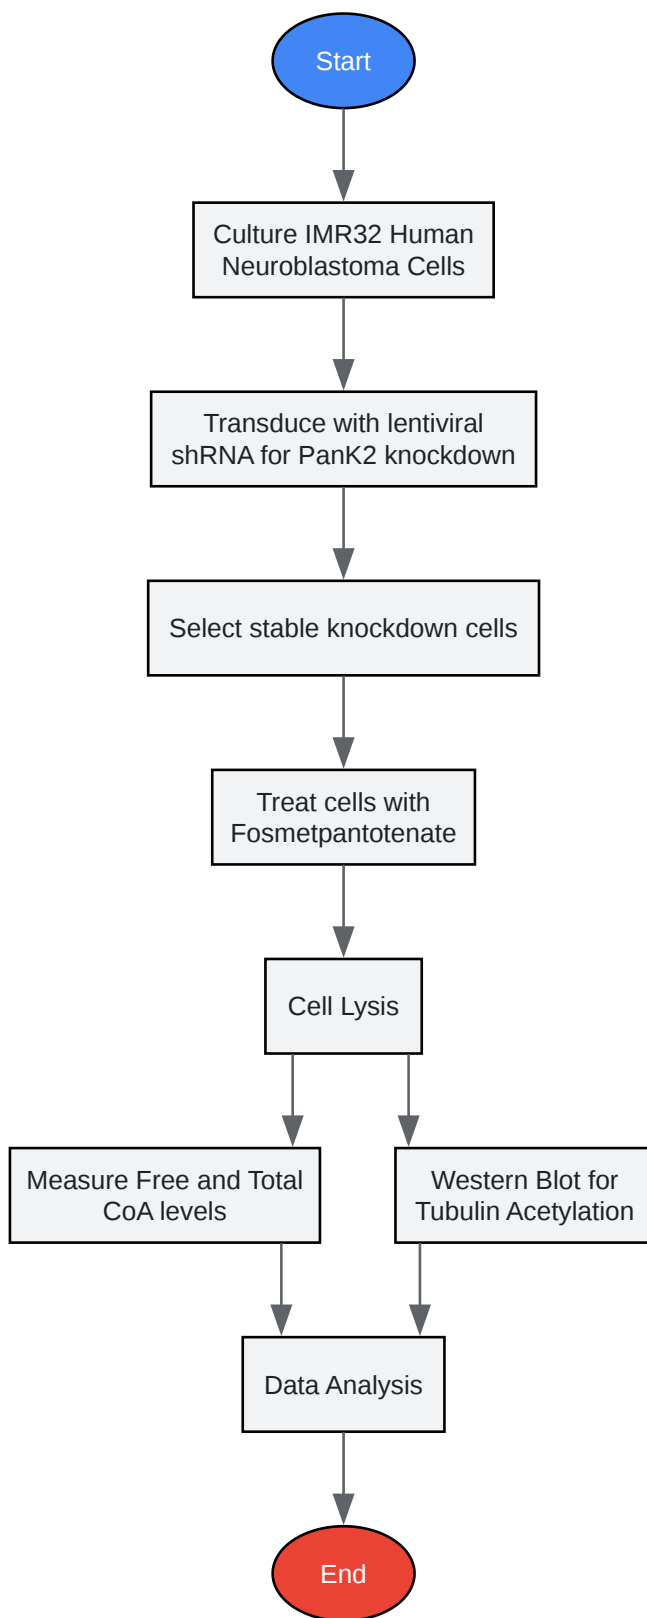 Start
Culture IMR32 Human
Neuroblastoma Cells
Transduce with lentiviral
shRNA for PanK2 knockdown
Select stable knockdown cells
Treat cells with
Fosmetpantotenate
Cell Lysis
Measure Free and Total
CoA levels
Western Blot for
Tubulin Acetylation
Data Analysis
End